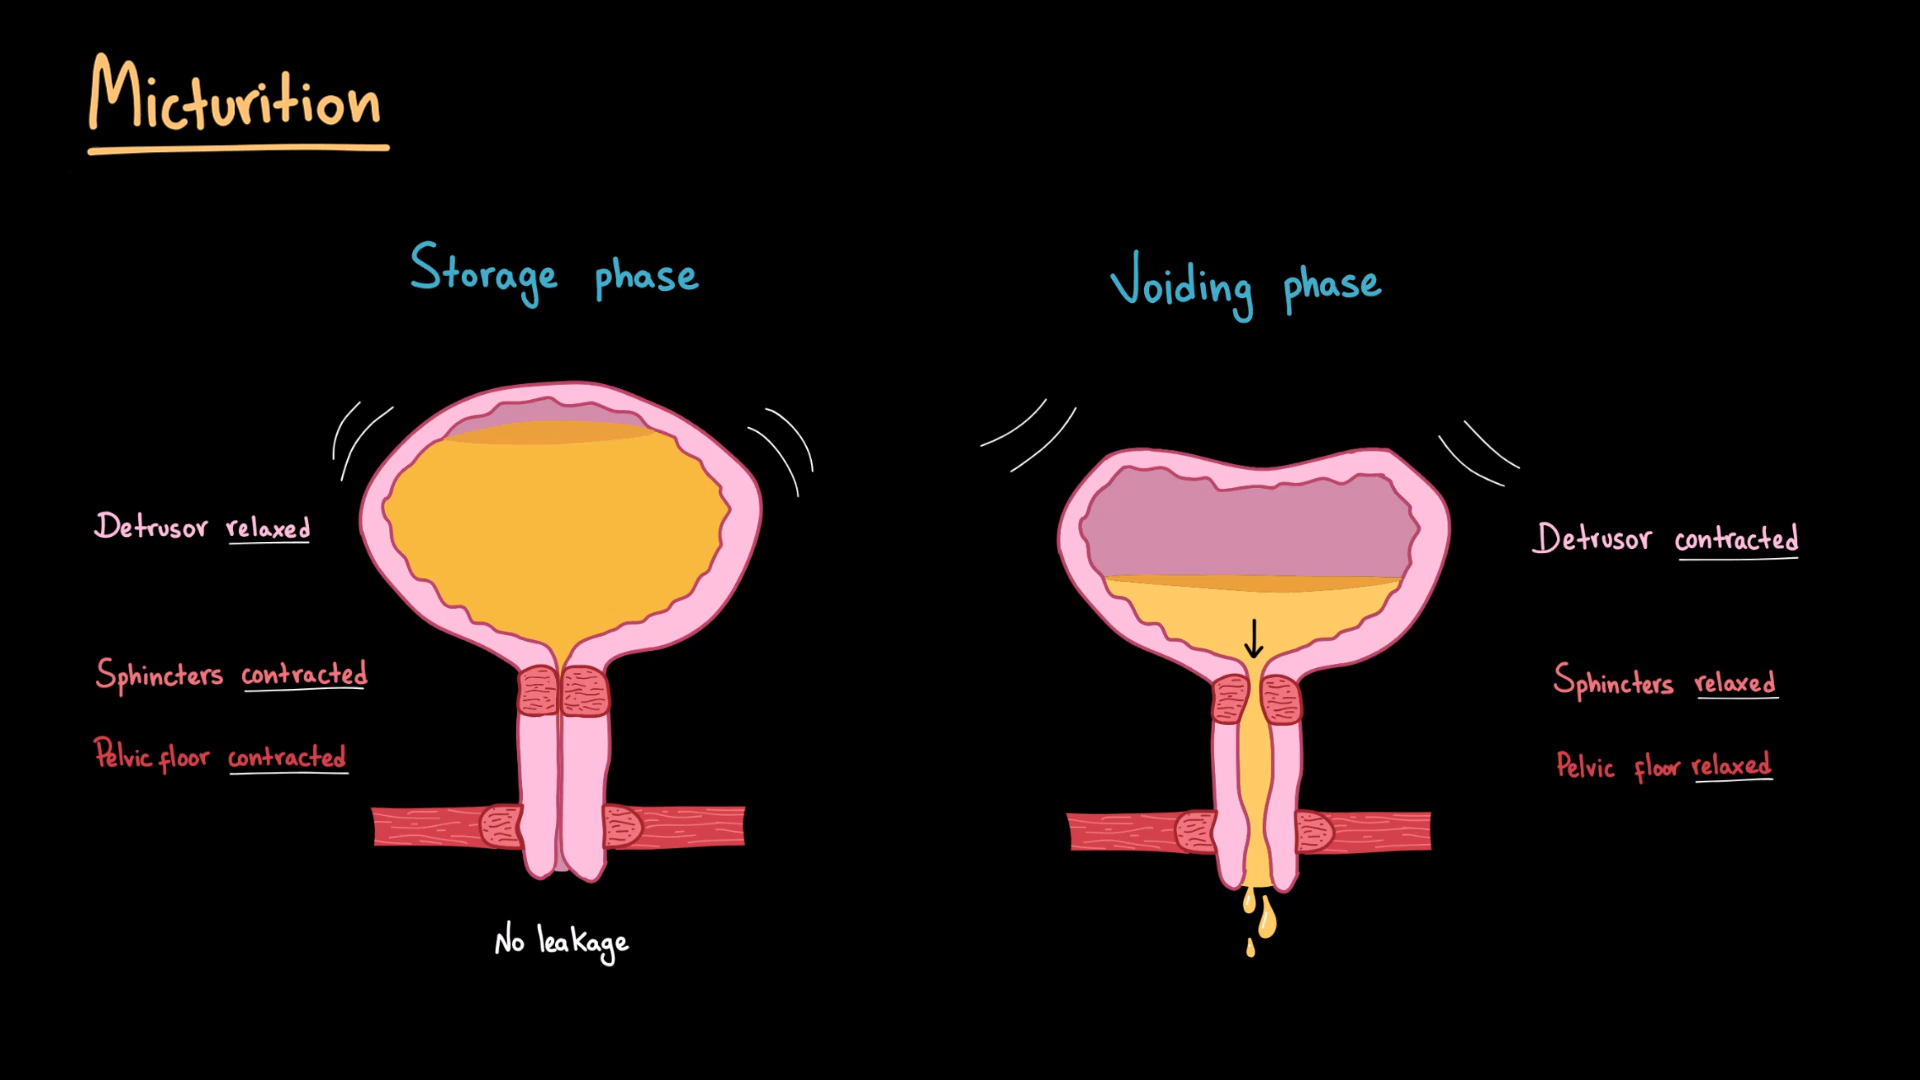 Micturition
Storage phase
Detrusor relaxed
Sphincters contracted
Pelvic floor contracted
No leakage
Voiding phase
Detrusor contracted
Sphincters relaxed
Pelvic floor relaxed